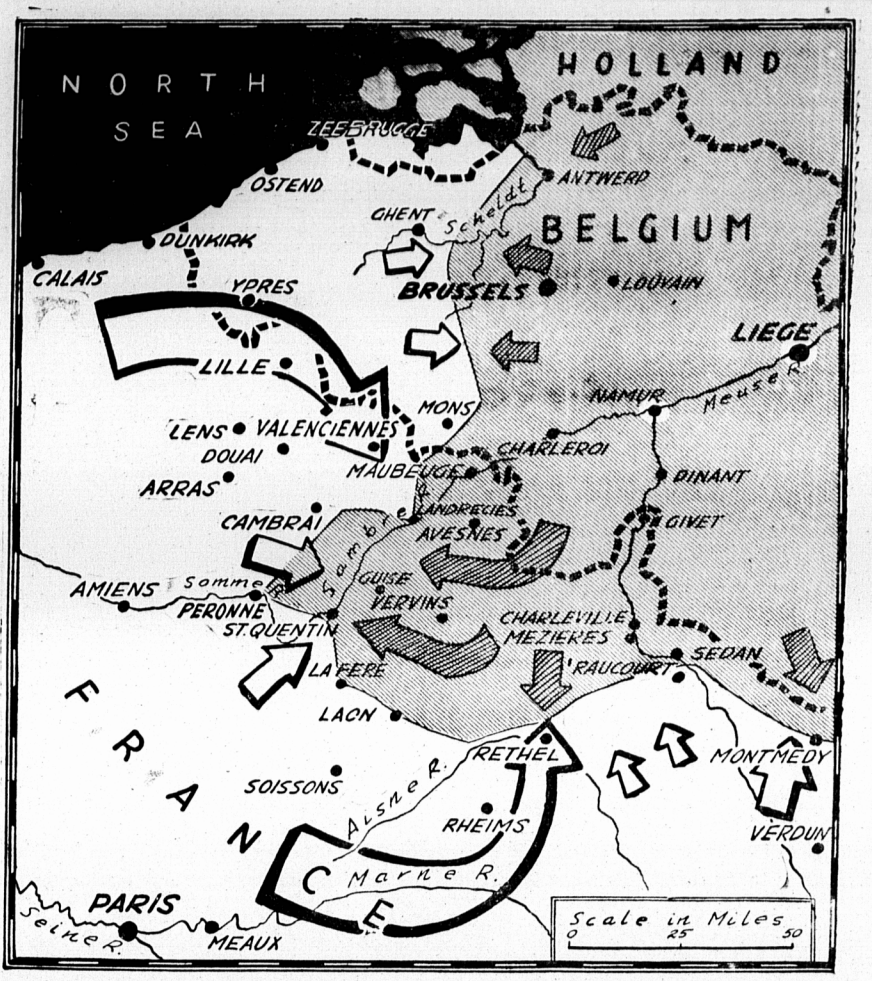 HOLLAND
NORTH
SEA
ZEEBRUGGE
OSTEND
ANTWERP
GHENT
Scheldt
BELGIUM
DUNKIRK
CALAIS
YPRES
BRUSSELS
LOUVAIN
LIEGE
LILLE
NAMUR
Meuse R.
MONS
LENS
VALENCIENNES
CHARLEROI
DOUAI
MAUBEUGE
DINANT
ARRAS
LANDRECIES
CAMBRAI
AVESNES
GIVET
Sambre R.
AMIENS
Somme R.
GUISE
PERONNE
VERVINS
ST. QUENTIN
CHARLEVILLE
MEZIERES
SEDAN
LA FERE
RAUCOURT
LAON
RETHEL
MONTMEDY
SOISSONS
Aisne R.
RHEIMS
VERDUN
FRANCE
Marne R.
PARIS
Seine R.
MEAUX
Scale in Miles
0 25 50